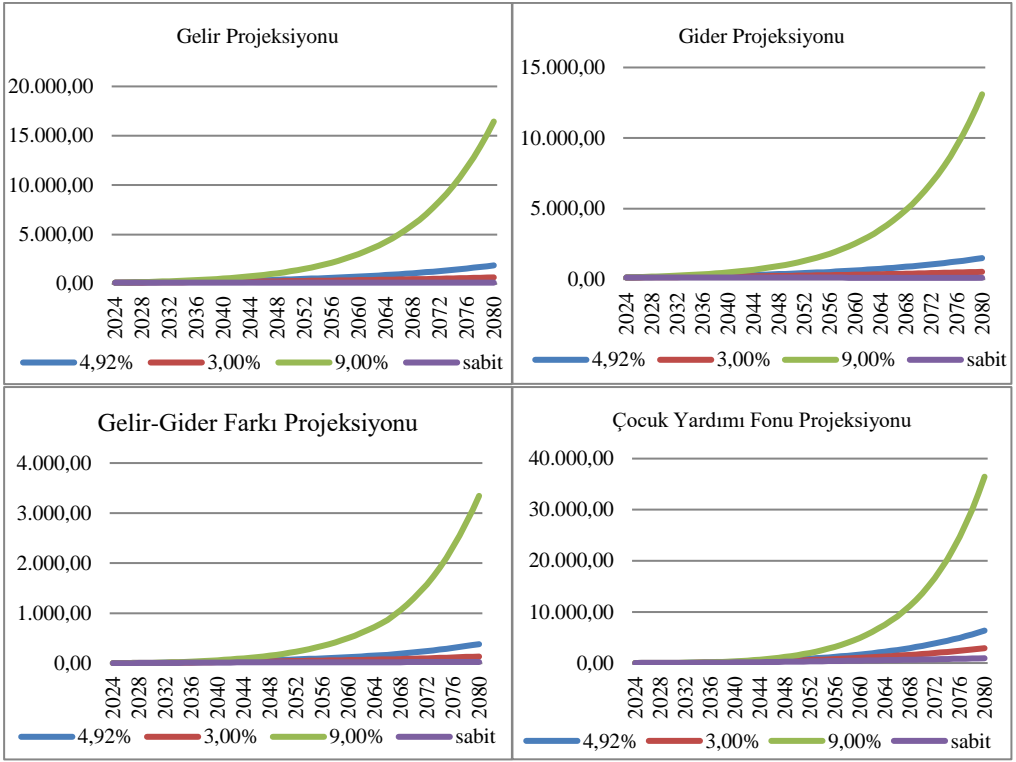 Gelir Projeksiyonu
20.000,00
15.000,00
10.000,00
5.000,00
0,00
2024 2028 2032 2036 2040 2044 2048 2052 2056 2060 2064 2068 2072 2076 2080
4,92% 3,00% 9,00% sabit
Gider Projeksiyonu
15.000,00
10.000,00
5.000,00
0,00
2024 2028 2032 2036 2040 2044 2048 2052 2056 2060 2064 2068 2072 2076 2080
4,92% 3,00% 9,00% sabit
Gelir-Gider Farkı Projeksiyonu
4.000,00
3.000,00
2.000,00
1.000,00
0,00
2024 2028 2032 2036 2040 2044 2048 2052 2056 2060 2064 2068 2072 2076 2080
4,92% 3,00% 9,00% sabit
Çocuk Yardımı Fonu Projeksiyonu
40.000,00
30.000,00
20.000,00
10.000,00
0,00
2024 2028 2032 2036 2040 2044 2048 2052 2056 2060 2064 2068 2072 2076 2080
4,92% 3,00% 9,00% sabit